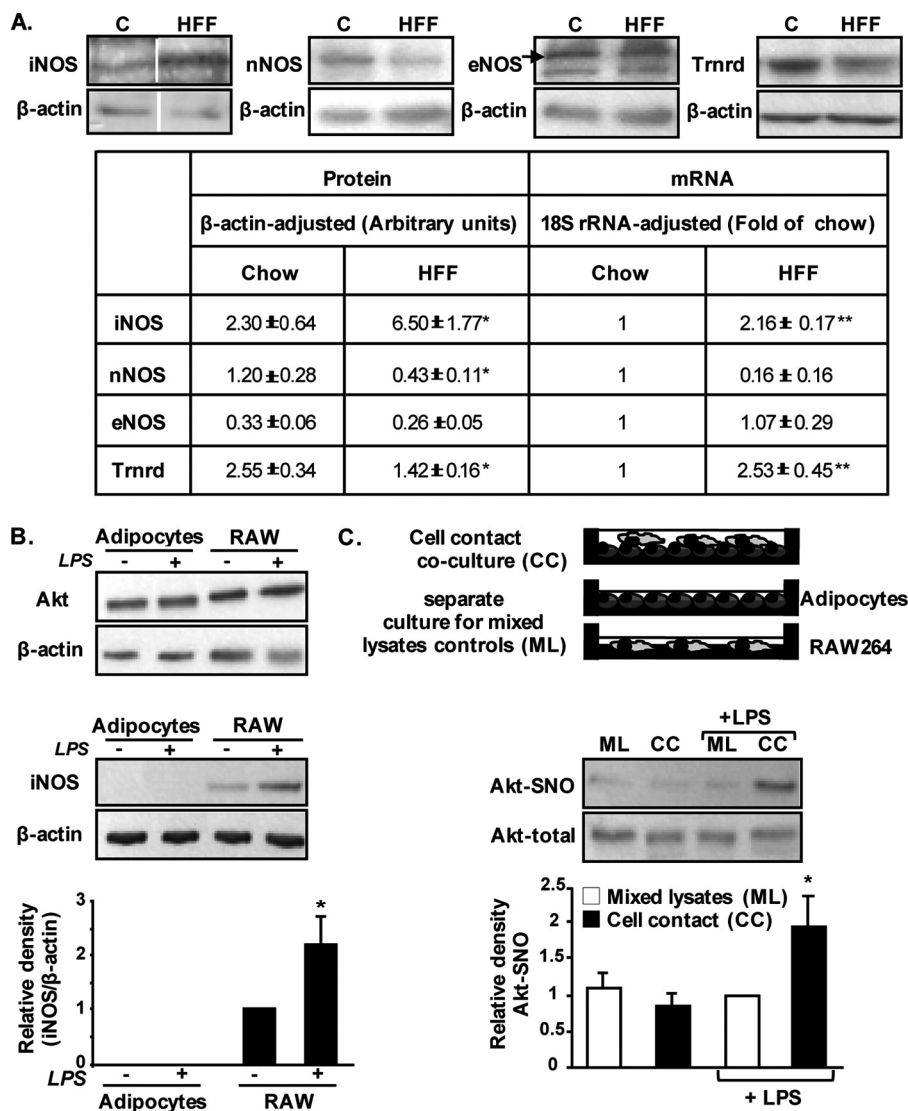 A.
C HFF
iNOS
β-actin
C HFF
nNOS
β-actin
C HFF
eNOS
β-actin
C HFF
Trnrd
β-actin
Protein mRNA
β-actin-adjusted (Arbitrary units) 18S rRNA-adjusted (Fold of chow)
Chow HFF Chow HFF
iNOS 2.30 ±0.64 6.50 ±1.77* 1 2.16 ± 0.17**
nNOS 1.20 ±0.28 0.43 ±0.11* 1 0.16 ± 0.16
eNOS 0.33 ±0.06 0.26 ±0.05 1 1.07 ±0.29
Trnrd 2.55 ±0.34 1.42 ±0.16* 1 2.53 ± 0.45**
B.
Adipocytes RAW
LPS - + - +
Akt
β-actin
Adipocytes RAW
LPS - + - +
iNOS
β-actin
Relative density
(iNOS/β-actin)
3
2
1
0
*
LPS - + - +
Adipocytes RAW
C.
Cell contact
co-culture (CC)
separate
culture for mixed
lysates controls (ML)
Adipocytes
RAW264
+LPS
ML CC ML CC
Akt-SNO
Akt-total
Relative density
Akt-SNO
2.5
2
1.5
1
0.5
0
Mixed lysates (ML)
Cell contact (CC)
*
+ LPS